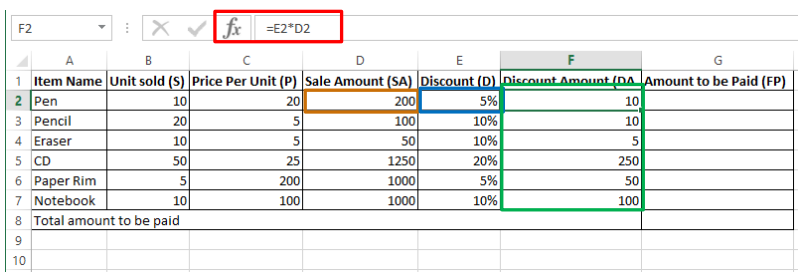 F2 fx =E2*D2
A B C D E F G
1 Item Name Unit sold (S) Price Per Unit (P) Sale Amount (SA) Discount (D) Discount Amount (DA Amount to be Paid (FP)
2 Pen 10 20 200 5% 10
3 Pencil 20 5 100 10% 10
4 Eraser 10 5 50 10% 5
5 CD 50 25 1250 20% 250
6 Paper Rim 5 200 1000 5% 50
7 Notebook 10 100 1000 10% 100
8 Total amount to be paid
9
10